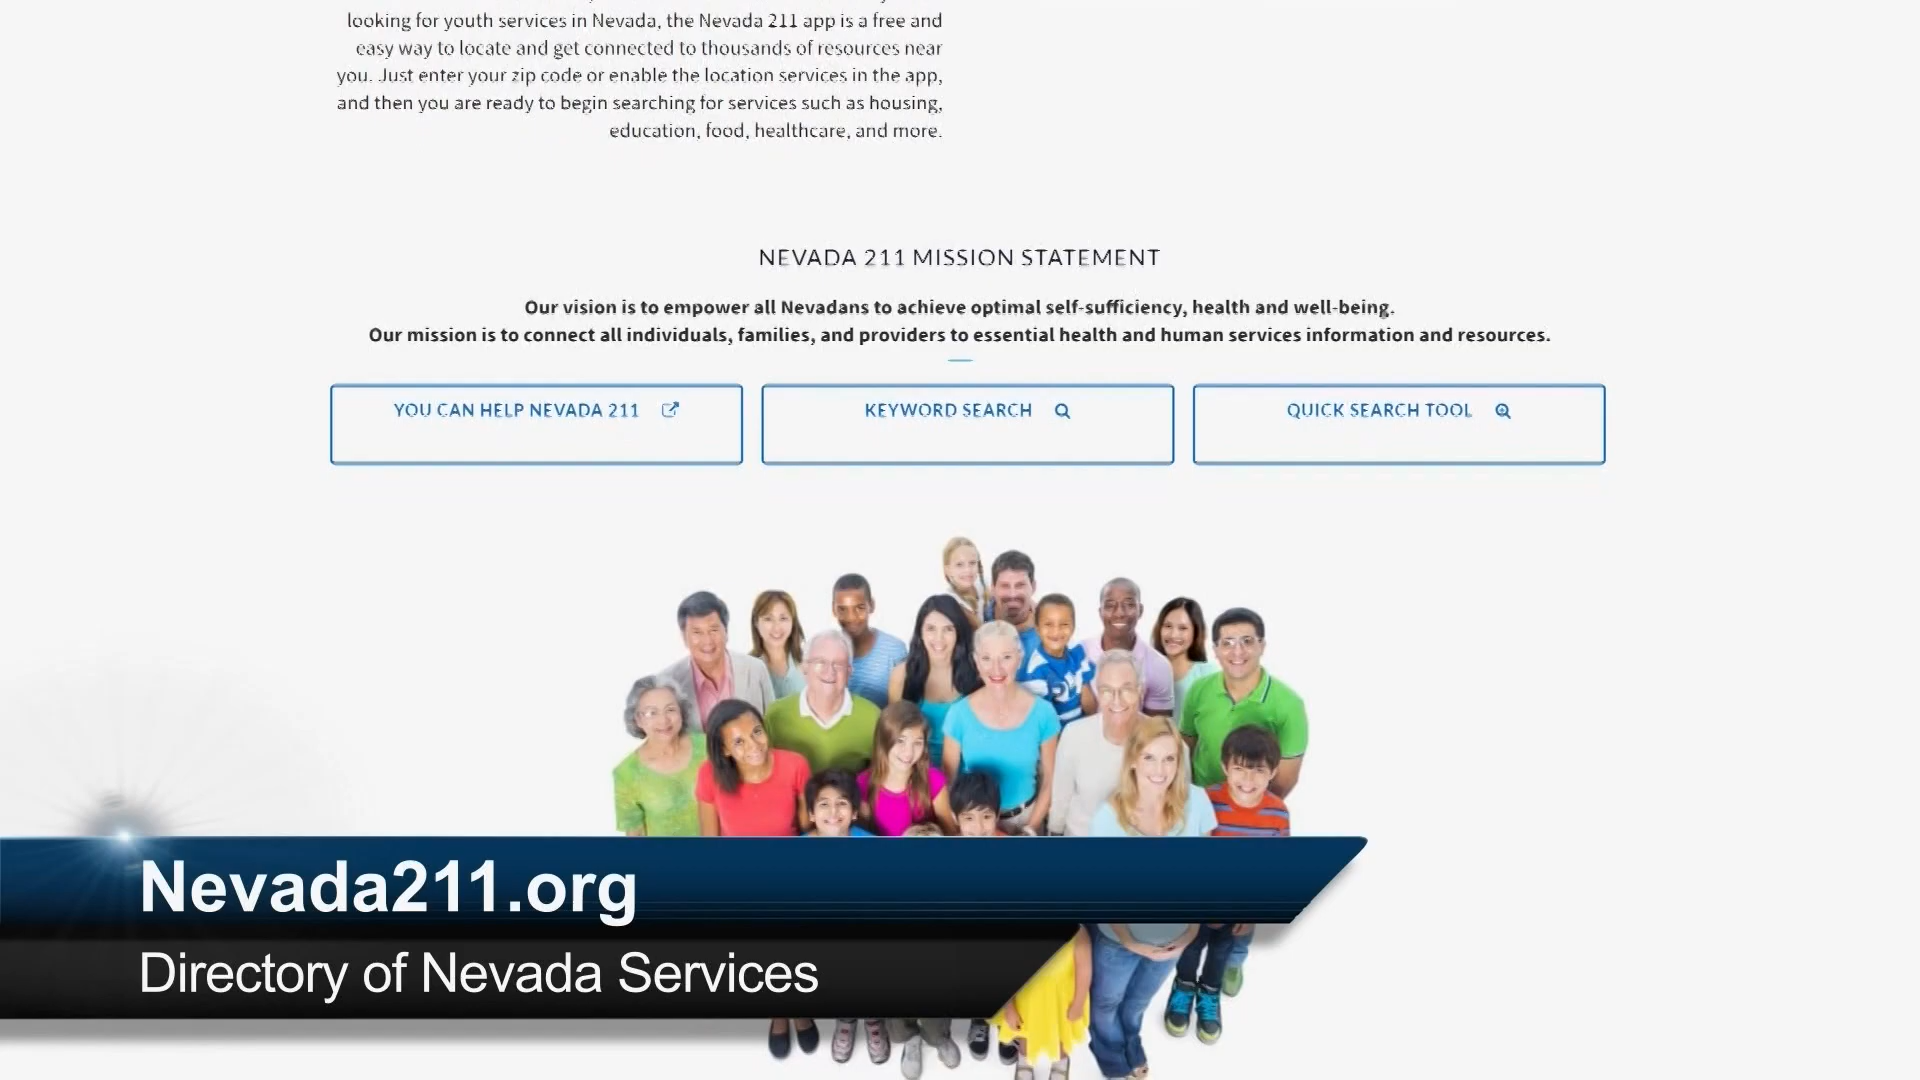 looking for youth services in Nevada, the Nevada 211 app is a free and
easy way to locate and get connected to thousands of resources near
you. Just enter your zip code or enable the location services in the app,
and then you are ready to begin searching for services such as housing,
education, food, healthcare, and more.
NEVADA 211 MISSION STATEMENT
Our vision is to empower all Nevadans to achieve optimal self-sufficiency, health and well-being.
Our mission is to connect all individuals, families, and providers to essential health and human services information and resources.
YOU CAN HELP NEVADA 211
KEYWORD SEARCH
QUICK SEARCH TOOL
Nevada211.org
Directory of Nevada Services